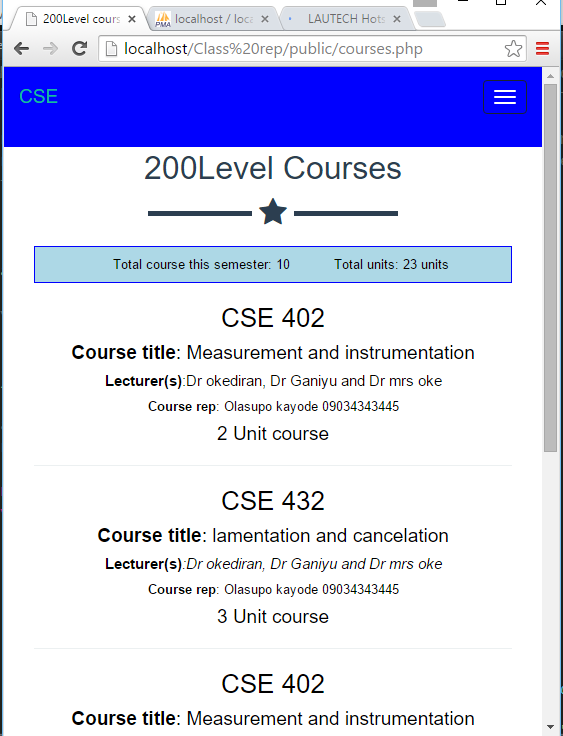 200Level cours
localhost / loca
LAUTECH Hots
localhost/Class%20rep/public/courses.php
CSE
200Level Courses
Total course this semester: 10 Total units: 23 units
CSE 402
Course title: Measurement and instrumentation
Lecturer(s):Dr okediran, Dr Ganiyu and Dr mrs oke
Course rep: Olasupo kayode 09034343445
2 Unit course
CSE 432
Course title: lamentation and cancelation
Lecturer(s):Dr okediran, Dr Ganiyu and Dr mrs oke
Course rep: Olasupo kayode 09034343445
3 Unit course
CSE 402
Course title: Measurement and instrumentation